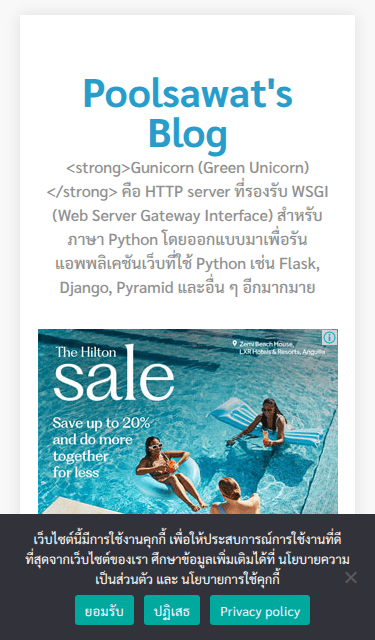 Poolsawat's
Blog
<strong>Gunicorn (Green Unicorn)
</strong> คือ HTTP server ที่รองรับ WSGI
(Web Server Gateway Interface) สำหรับ
ภาษา Python โดยออกแบบมาเพื่อรัน
แอพพลิเคชันเว็บที่ใช้ Python เช่น Flask,
Django, Pyramid และอื่น ๆ อีกมากมาย
The Hilton
sale
Zemi Beach House,
LXR Hotels & Resorts, Anguilla
Save up to 20%
and do more
together
for less
เว็บไซต์นี้มีการใช้งานคุกกี้ เพื่อให้ประสบการณ์การใช้งานที่ดี
ที่สุดจากเว็บไซต์ของเรา ศึกษาข้อมูลเพิ่มเติมได้ที่ นโยบายความ
เป็นส่วนตัว และ นโยบายการใช้คุกกี้
ยอมรับ ปฏิเสธ Privacy policy